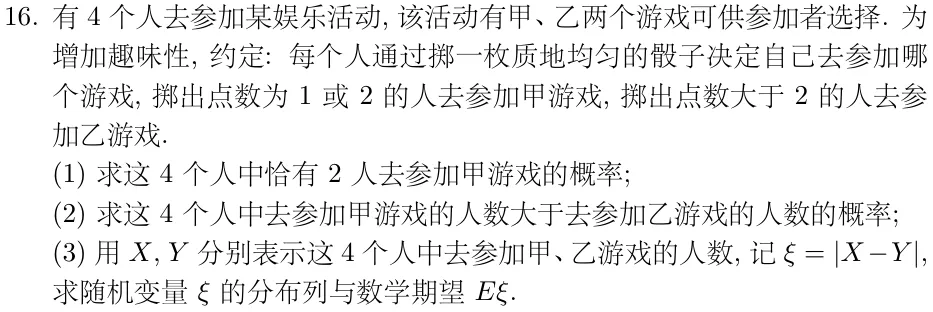 16. 有 4 个人去参加某娱乐活动, 该活动有甲、乙两个游戏可供参加者选择. 为
增加趣味性, 约定: 每个人通过掷一枚质地均匀的骰子决定自己去参加哪
个游戏, 掷出点数为 1 或 2 的人去参加甲游戏, 掷出点数大于 2 的人去参
加乙游戏.
(1) 求这 4 个人中恰有 2 人去参加甲游戏的概率;
(2) 求这 4 个人中去参加甲游戏的人数大于去参加乙游戏的人数的概率;
(3) 用 X, Y 分别表示这 4 个人中去参加甲、乙游戏的人数, 记 ξ = |X − Y|,
求随机变量 ξ 的分布列与数学期望 Eξ.